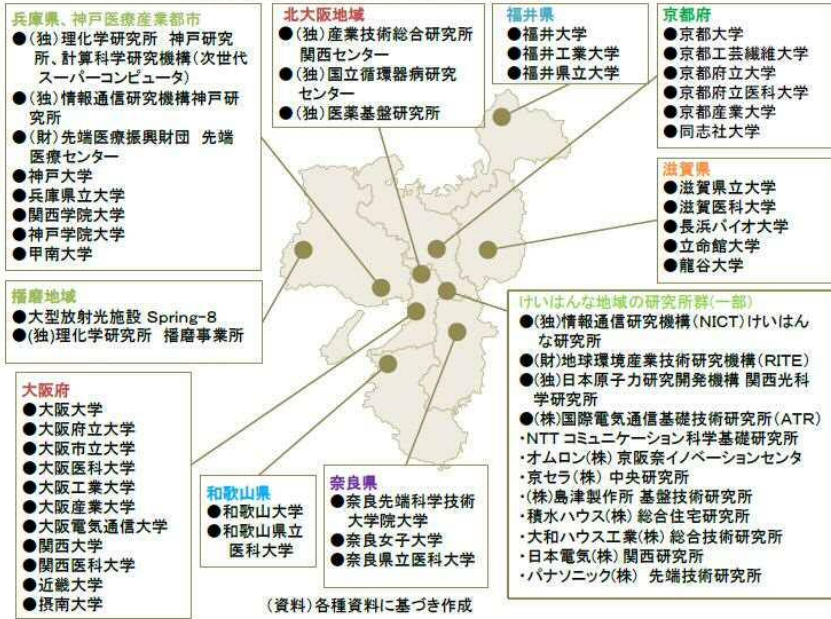 兵庫県、神戸医療産業都市
●(独)理化学研究所 神戸研究
所、計算科学研究機構(次世代
スーパーコンピュータ)
●(独)情報通信研究機構神戸研
究所
●(財)先端医療振興財団 先端
医療センター
●神戸大学
●兵庫県立大学
●関西学院大学
●神戸学院大学
●甲南大学
北大阪地域
●(独)産業技術総合研究所
関西センター
●(独)国立循環器病研究
センター
●(独)医薬基盤研究所
福井県
●福井大学
●福井工業大学
●福井県立大学
京都府
●京都大学
●京都工芸繊維大学
●京都府立大学
●京都府立医科大学
●京都産業大学
●同志社大学
滋賀県
●滋賀県立大学
●滋賀医科大学
●長浜バイオ大学
●立命館大学
●龍谷大学
播磨地域
●大型放射光施設 Spring-8
●(独)理化学研究所 播磨事業所
けいはんな地域の研究所群(一部)
●(独)情報通信研究機構(NICT)けいはん
な研究所
●(財)地球環境産業技術研究機構(RITE)
●(独)日本原子力研究開発機構 関西光科
学研究所
●(株)国際電気通信基礎技術研究所(ATR)
・NTTコミュニケーション科学基礎研究所
・オムロン(株) 京阪奈イノベーションセンタ
・京セラ(株) 中央研究所
・(株)島津製作所 基盤技術研究所
・積水ハウス(株) 総合住宅研究所
・大和ハウス工業(株) 総合技術研究所
・日本電気(株) 関西研究所
・パナソニック(株) 先端技術研究所
大阪府
●大阪大学
●大阪府立大学
●大阪市立大学
●大阪医科大学
●大阪工業大学
●大阪産業大学
●大阪電気通信大学
●関西大学
●関西医科大学
●近畿大学
●摂南大学
和歌山県
●和歌山大学
●和歌山県立
医科大学
奈良県
●奈良先端科学技術
大学院大学
●奈良女子大学
●奈良県立医科大学
(資料)各種資料に基づき作成